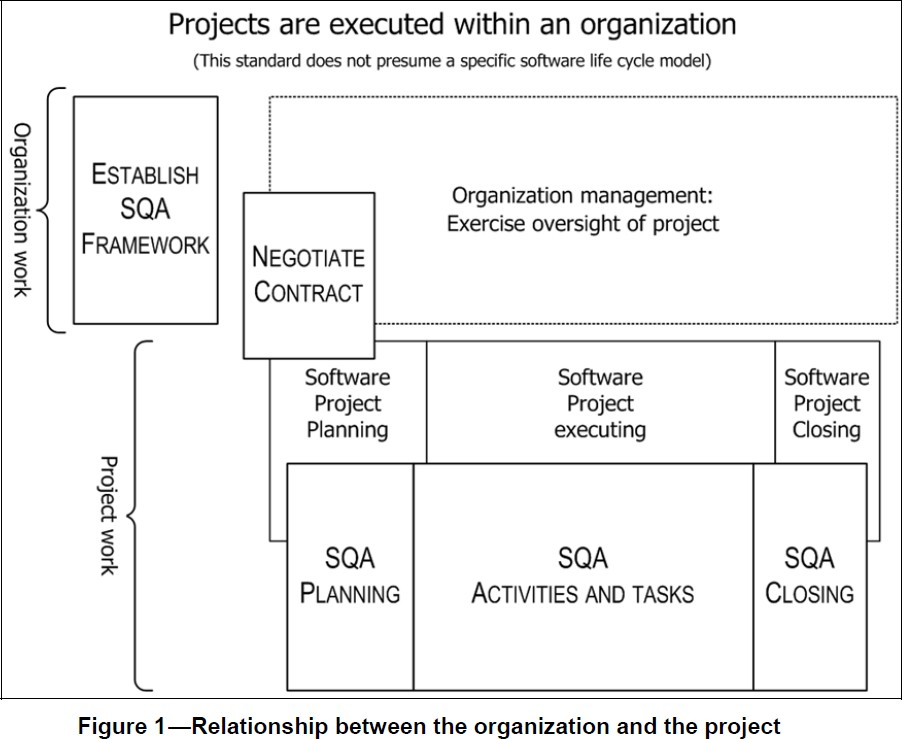 Projects are executed within an organization
(This standard does not presume a specific software life cycle model)
Organization work
ESTABLISH
SQA
FRAMEWORK
NEGOTIATE
CONTRACT
Organization management:
Exercise oversight of project
Project work
Software
Project
Planning
Software
Project
executing
Software
Project
Closing
SQA
PLANNING
SQA
ACTIVITIES AND TASKS
SQA
CLOSING
Figure 1—Relationship between the organization and the project